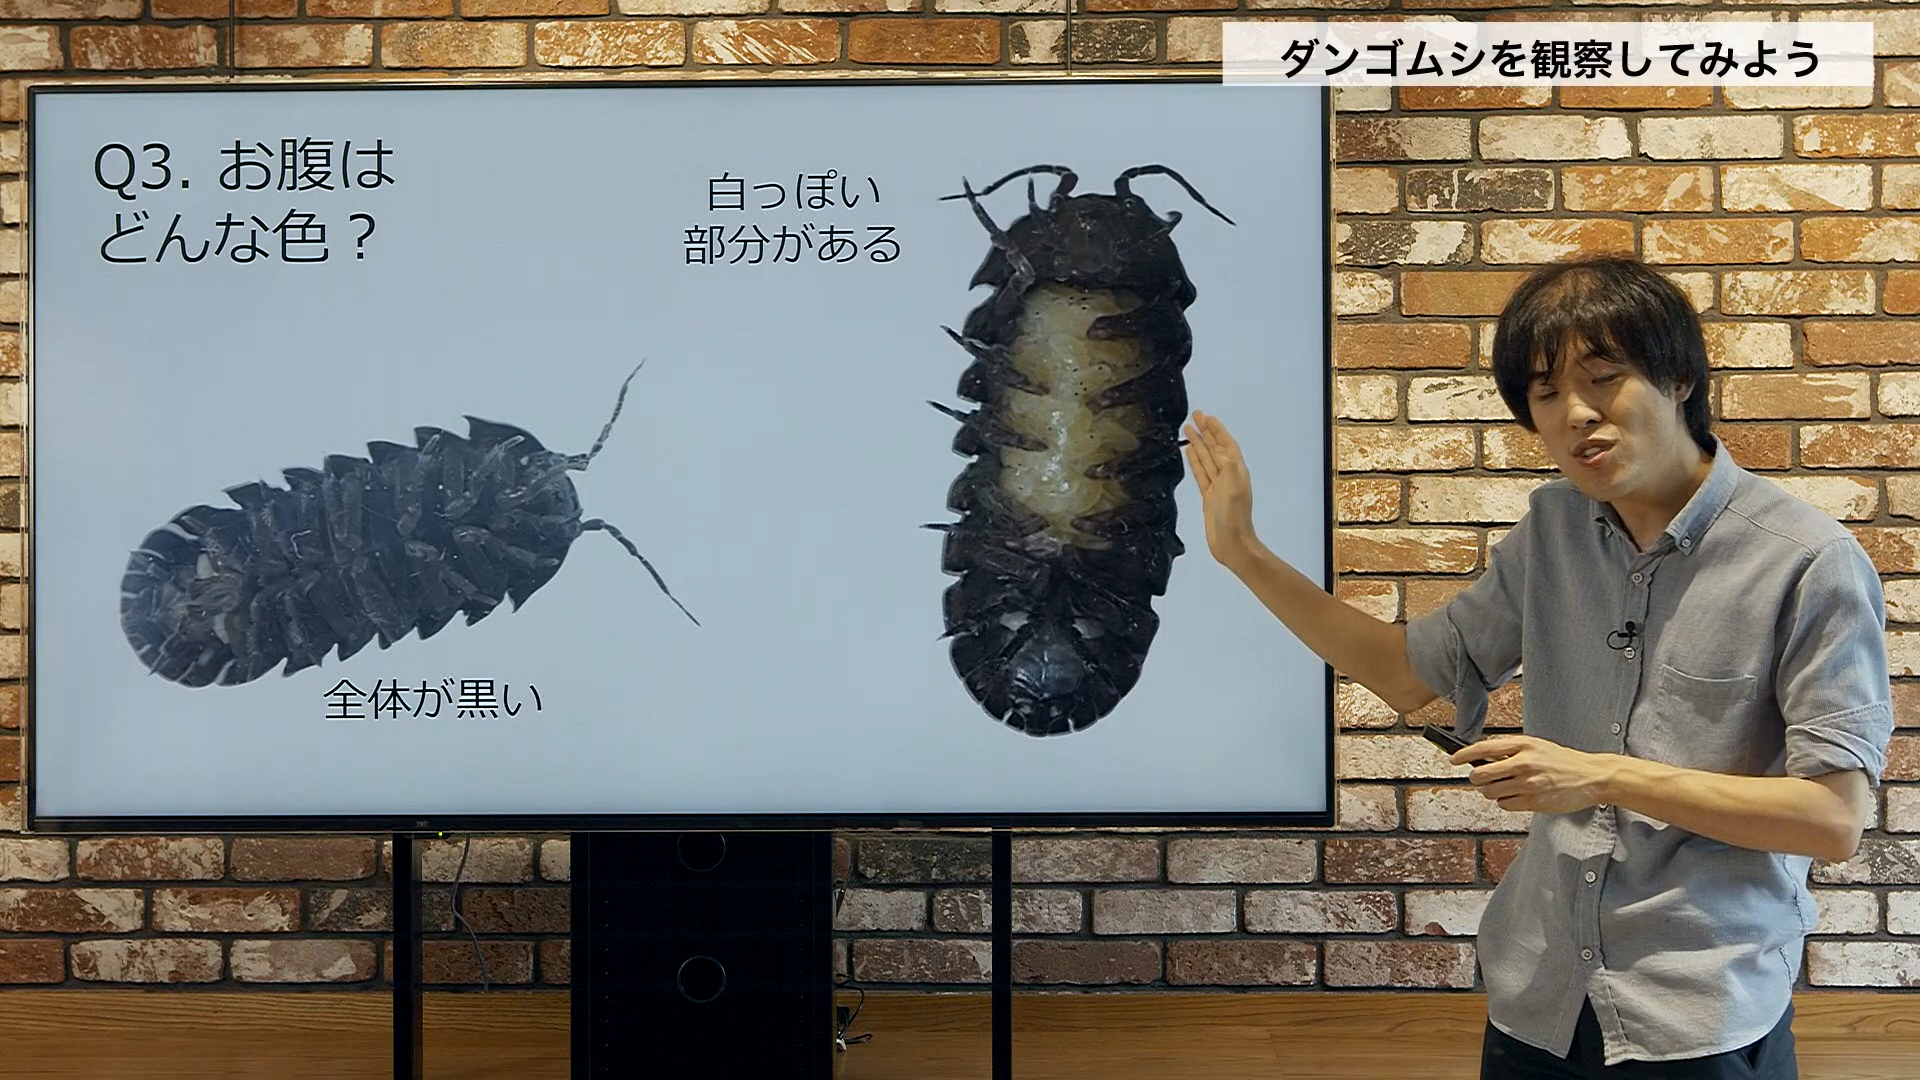 ダンゴムシを観察してみよう
Q3. お腹は
どんな色？
白っぽい
部分がある
全体が黒い